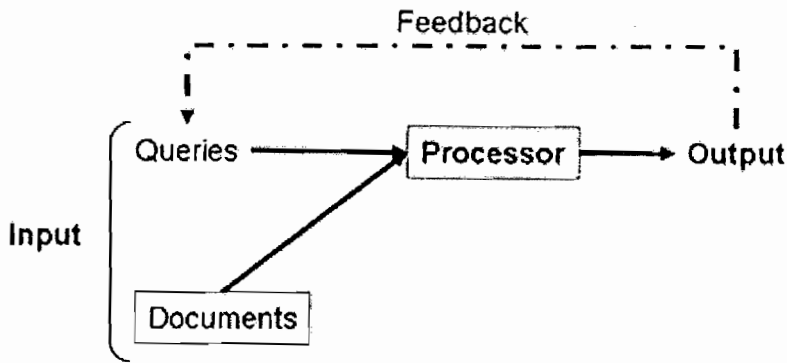 Feedback
Queries
Processor
Output
Input
Documents